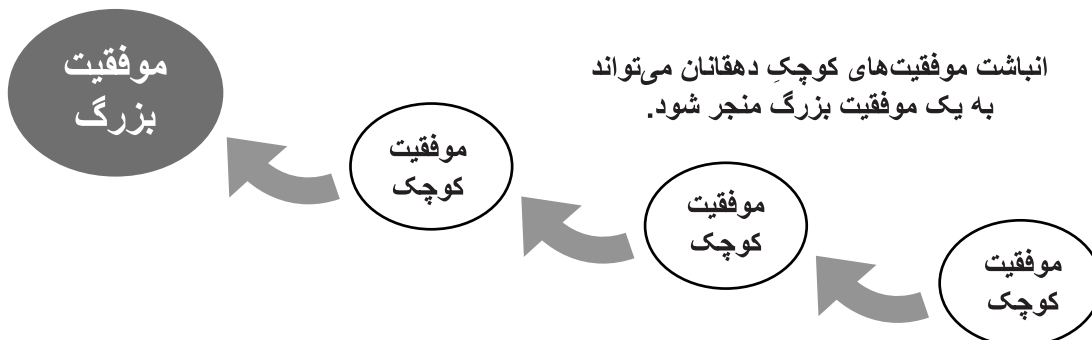 انباشت موفقیت‌های کوچکِ دهقانان می‌تواند
به یک موفقیت بزرگ منجر شود.
موفقیت
کوچک
موفقیت
کوچک
موفقیت
کوچک
موفقیت
بزرگ